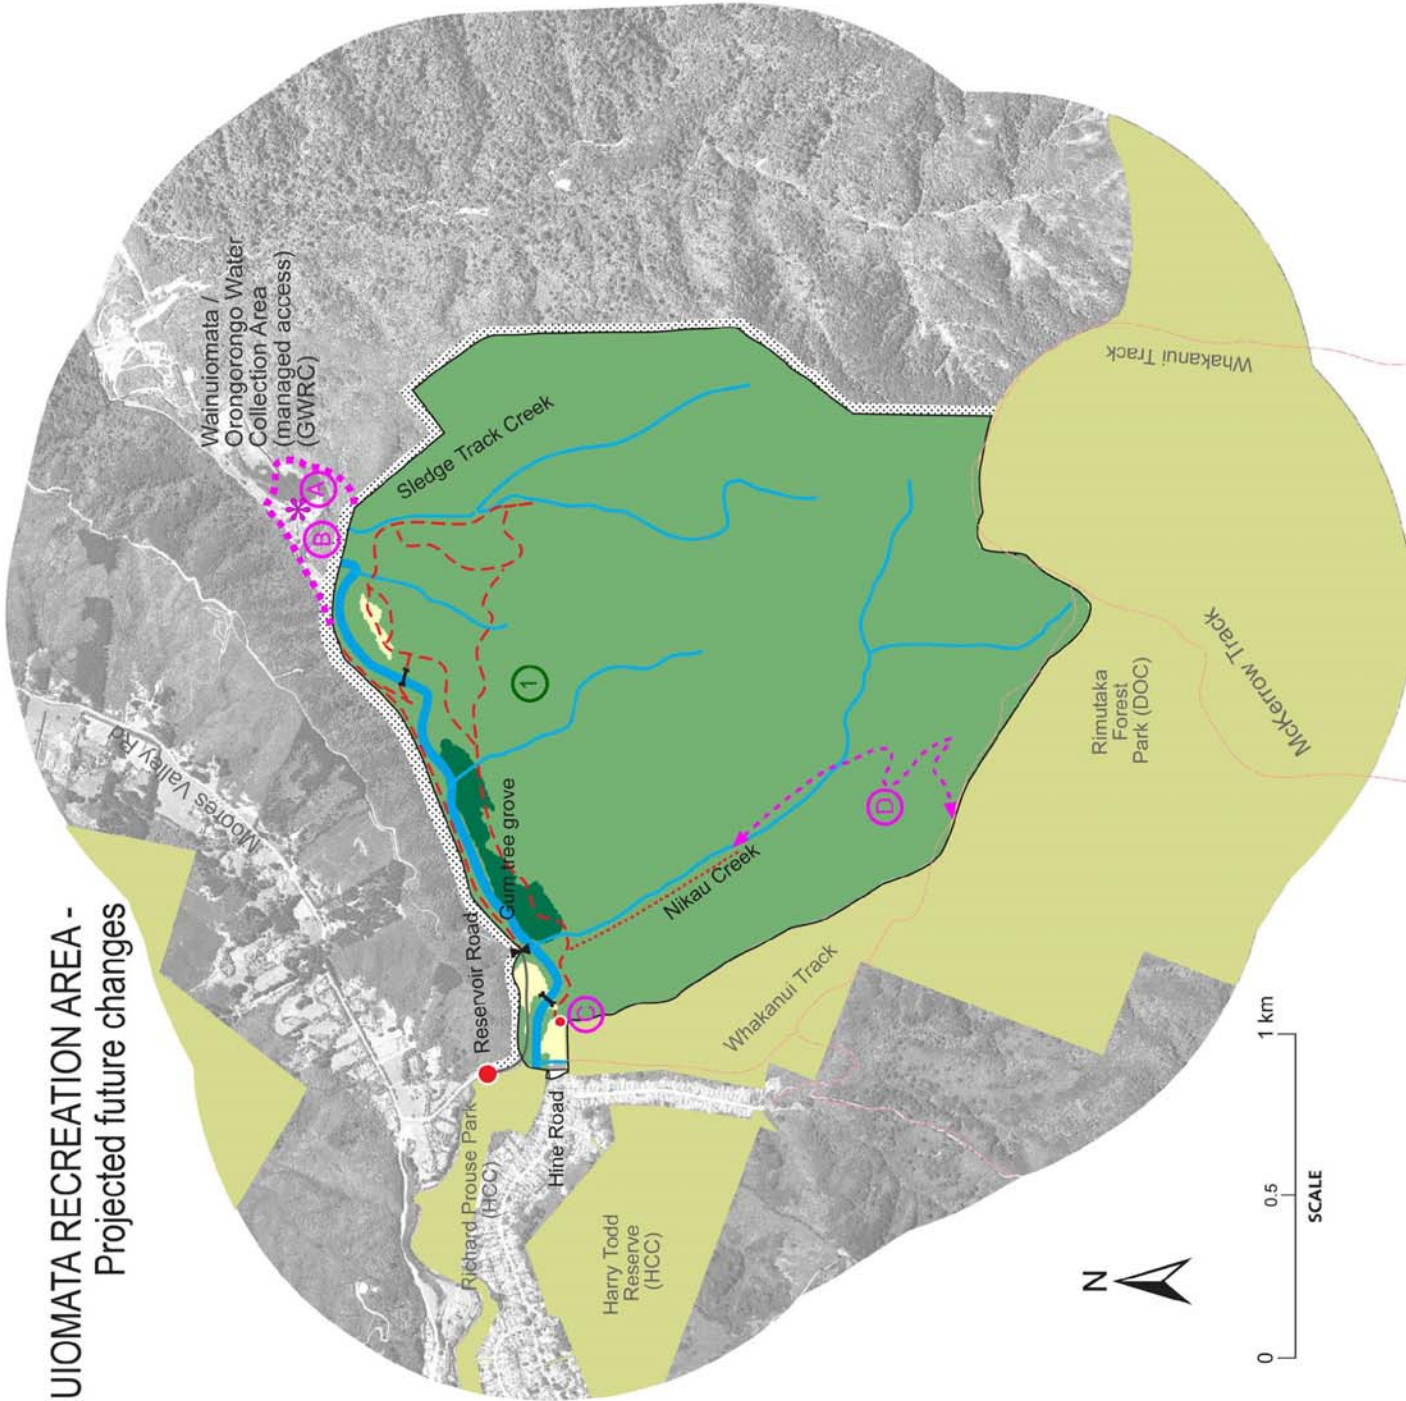 UIOMATA RECREATION AREA -
Projected future changes
Moores Valley Rd
Wainuiomata /
Orongorongo Water
Collection Area
(managed access)
(GWRC)
A
B
Sledge Track Creek
1
Gum tree grove
Reservoir Road
Richard Prouse Park
(HCC)
Hine Road
C
Nikau Creek
D
Whakanui Track
Whakanui Track
McKerrow Track
Rimutaka
Forest
Park (DOC)
Harry Todd
Reserve
(HCC)
N
0
0.5
1 km
SCALE